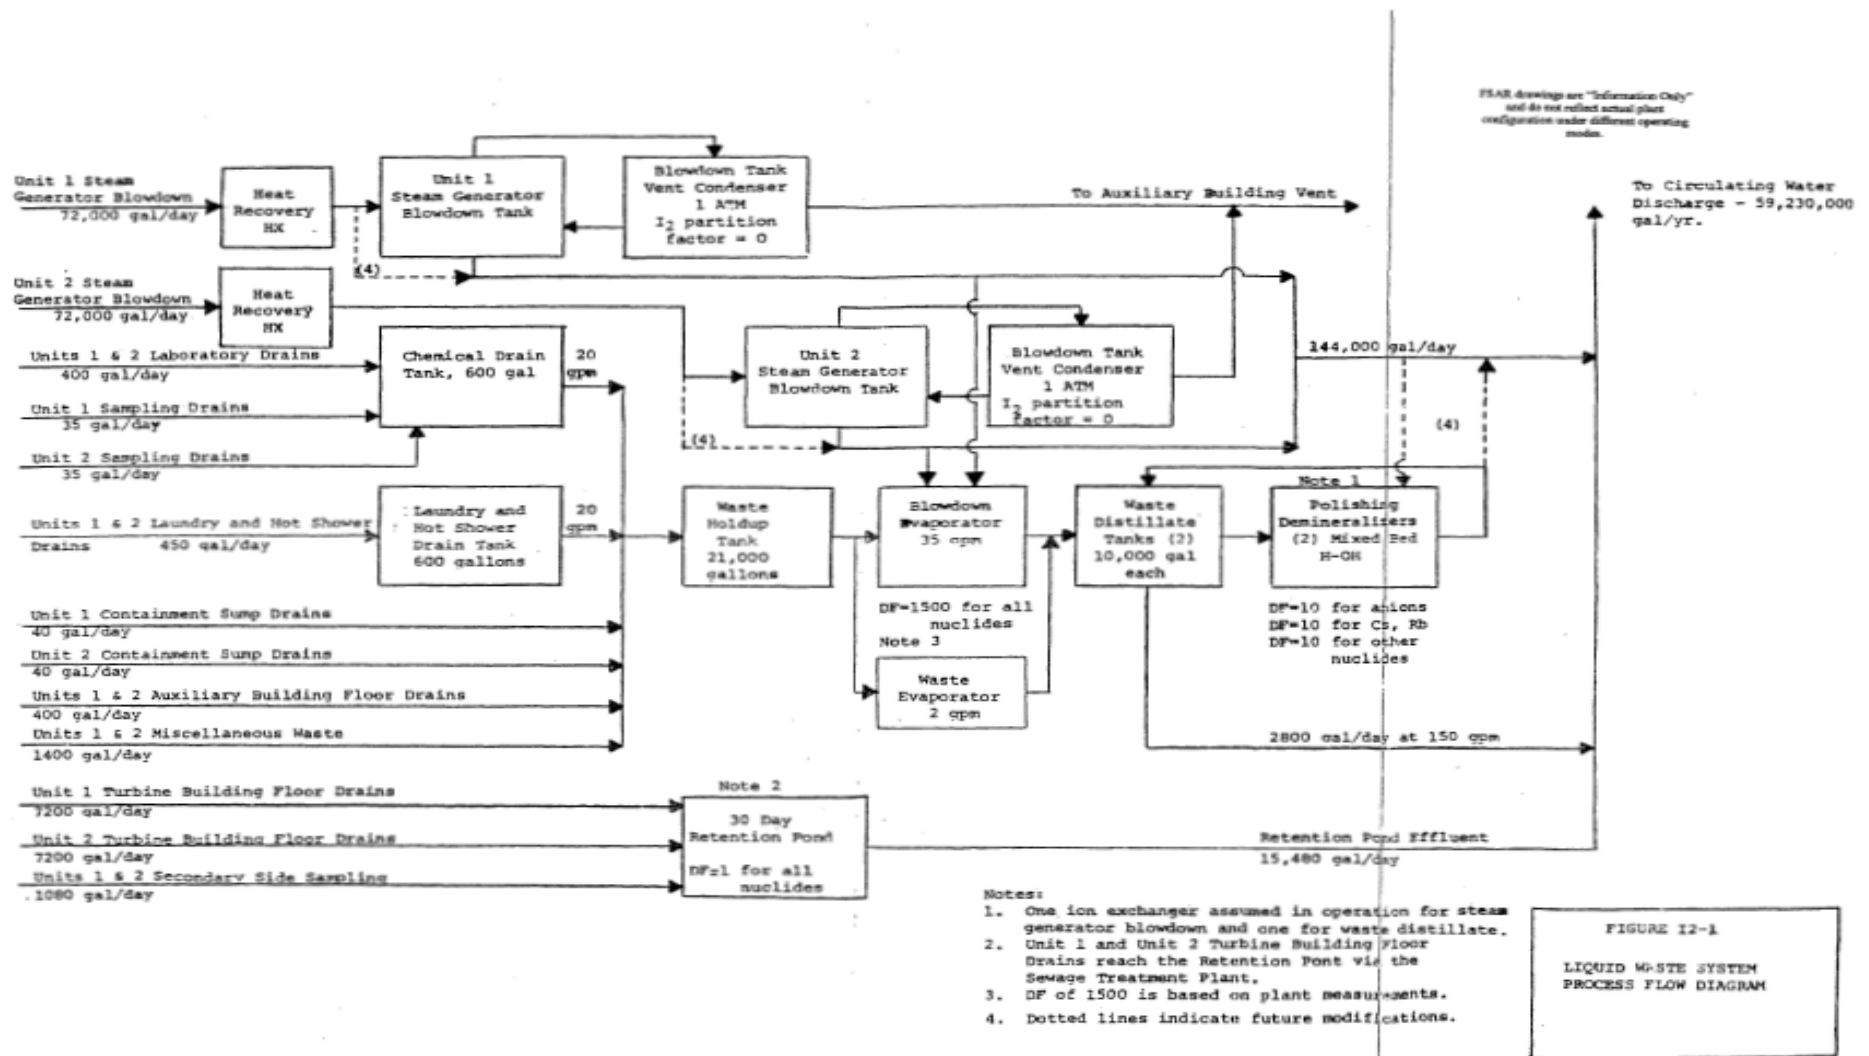 FSAR drawings are "Information Only"
and do not reflect actual plant
configuration under different operating
modes.
To Circulating Water
Discharge - 59,230,000
gal/yr.
Unit 1 Steam
Generator Blowdown
72,000 gal/day
Heat
Recovery
HX
Unit 1
Steam Generator
Blowdown Tank
Blowdown Tank
Vent Condenser
1 ATM
I2 partition
factor = 0
To Auxiliary Building Vent
(4)
Unit 2 Steam
Generator Blowdown
72,000 gal/day
Heat
Recovery
HX
Units 1 & 2 Laboratory Drains
400 gal/day
Unit 1 Sampling Drains
35 gal/day
Unit 2 Sampling Drains
35 gal/day
Chemical Drain
Tank, 600 gal
20
gpm
Unit 2
Steam Generator
Blowdown Tank
Blowdown Tank
Vent Condenser
1 ATM
I2 partition
factor = 0
144,000 gal/day
(4)
(4)
Units 1 & 2 Laundry and Hot Shower
Drains 450 gal/day
Laundry and
Hot Shower
Drain Tank
600 gallons
20
gpm
Waste
Holdup
Tank
21,000
gallons
Blowdown
Evaporator
35 gpm
DF=1500 for all
nuclides
Note 3
Waste
Evaporator
2 gpm
Waste
Distillate
Tanks (2)
10,000 gal
each
Note 1
Polishing
Demineralizers
(2) Mixed Bed
H-OH
DF=10 for anions
DF=10 for Cs, Rb
DF=10 for other
nuclides
Unit 1 Containment Sump Drains
40 gal/day
Unit 2 Containment Sump Drains
40 gal/day
Units 1 & 2 Auxiliary Building Floor Drains
400 gal/day
Units 1 & 2 Miscellaneous Waste
1400 gal/day
2800 gal/day at 150 gpm
Unit 1 Turbine Building Floor Drains
7200 gal/day
Unit 2 Turbine Building Floor Drains
7200 gal/day
Units 1 & 2 Secondary Side Sampling
1080 gal/day
Note 2
30 Day
Retention Pond
DF=1 for all
nuclides
Retention Pond Effluent
15,480 gal/day
Notes:
1. One ion exchanger assumed in operation for steam
generator blowdown and one for waste distillate.
2. Unit 1 and Unit 2 Turbine Building Floor
Drains reach the Retention Pont via the
Sewage Treatment Plant.
3. DF of 1500 is based on plant measurements.
4. Dotted lines indicate future modifications.
FIGURE I2-1
LIQUID WASTE SYSTEM
PROCESS FLOW DIAGRAM